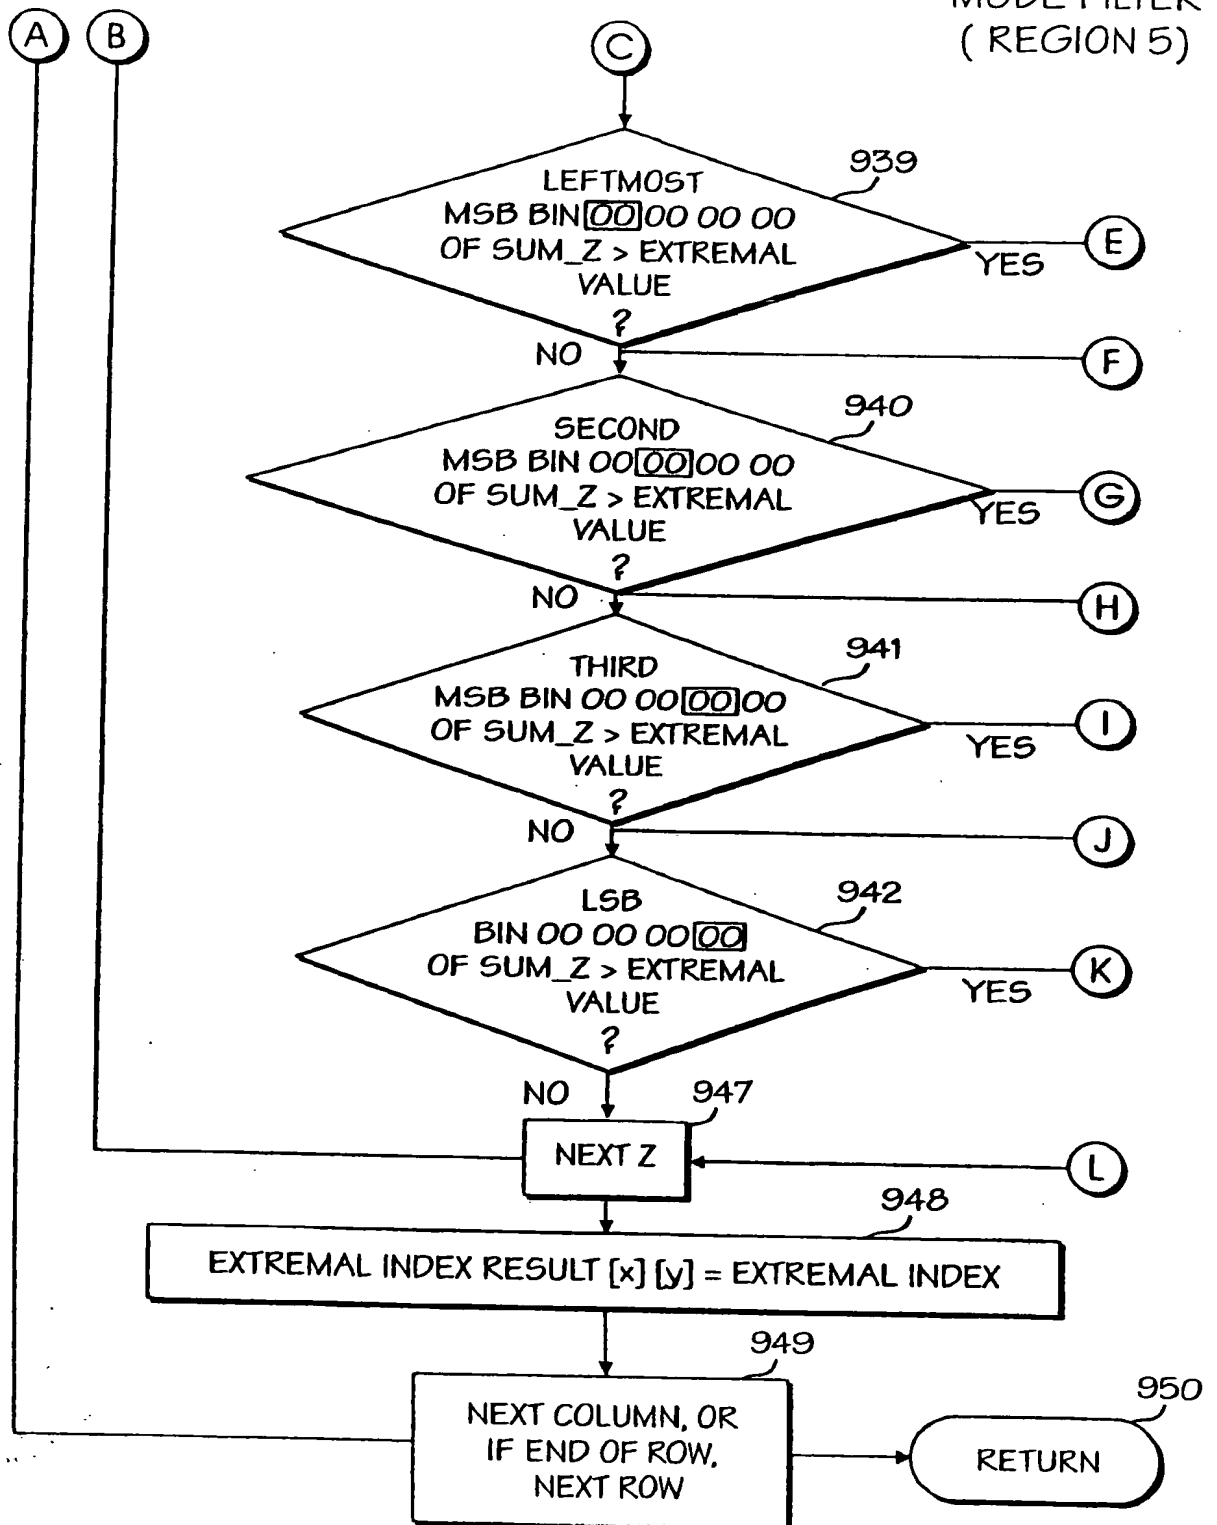 MODE FILTER
( REGION 5)
A
B
C
939
LEFTMOST
MSB BIN 00 00 00 00
OF SUM_Z > EXTREMAL
VALUE
?
YES
E
NO
F
940
SECOND
MSB BIN 00 00 00 00
OF SUM_Z > EXTREMAL
VALUE
?
YES
G
NO
H
941
THIRD
MSB BIN 00 00 00 00
OF SUM_Z > EXTREMAL
VALUE
?
YES
I
NO
J
942
LSB
BIN 00 00 00 00
OF SUM_Z > EXTREMAL
VALUE
?
YES
K
NO
947
NEXT Z
L
948
EXTREMAL INDEX RESULT [x] [y] = EXTREMAL INDEX
949
NEXT COLUMN, OR
IF END OF ROW,
NEXT ROW
950
RETURN